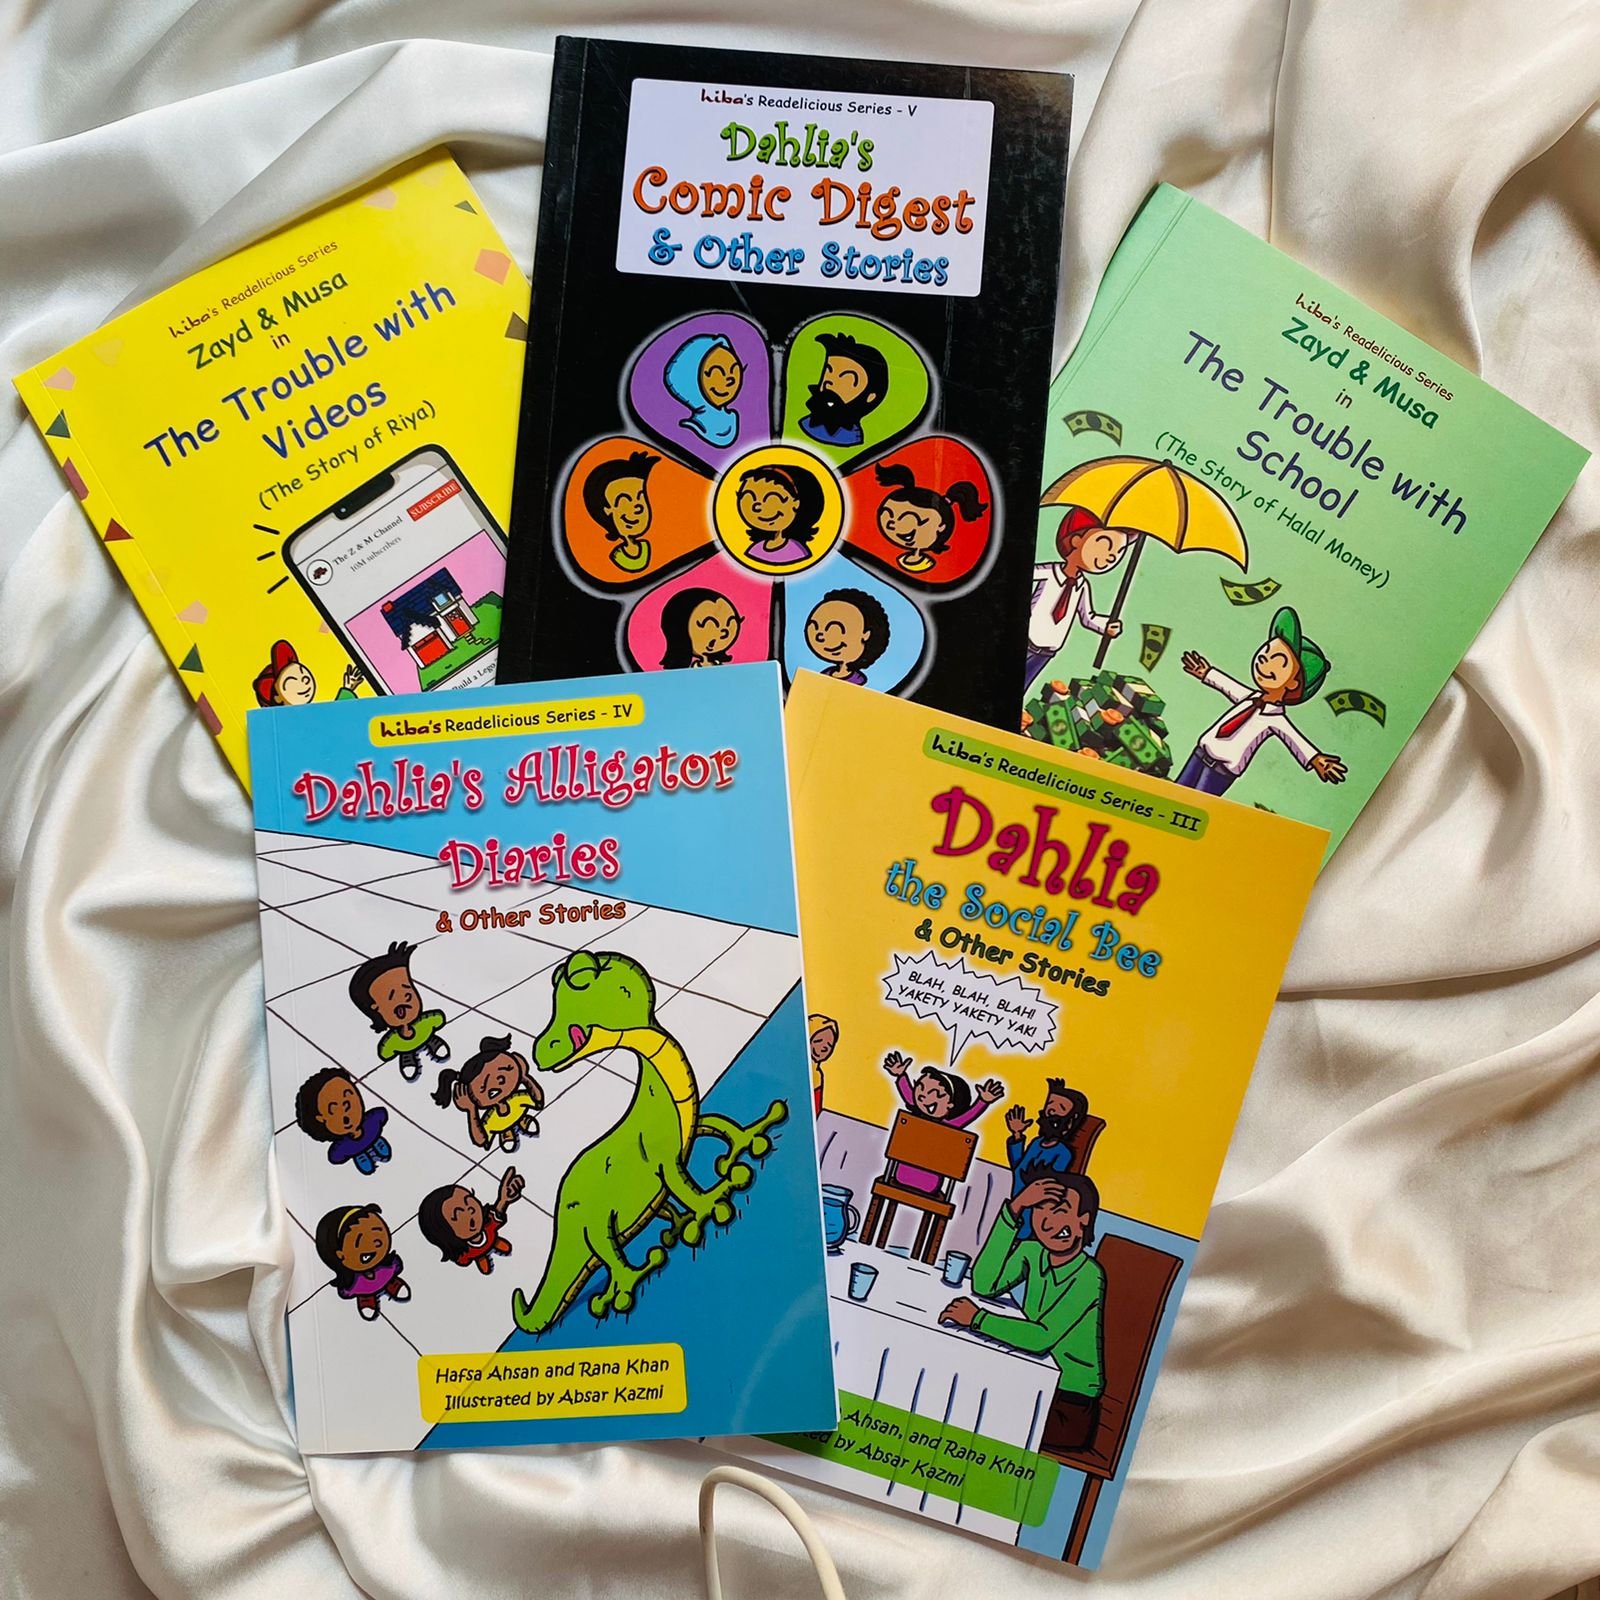 hiba's Readelicious Series
Zayd & Musa
in
The Trouble with
Videos
(The Story of Riya)
SUBSCRIBE
The Z & M Channel
10M subscribers
Build a Lego
hiba's Readelicious Series - V
Dahlia's
Comic Digest
& Other Stories
hiba's Readelicious Series
Zayd & Musa
in
The Trouble with
School
(The Story of Halal Money)
hiba's Readelicious Series - IV
Dahlia's Alligator
Diaries
& Other Stories
Hafsa Ahsan and Rana Khan
Illustrated by Absar Kazmi
hiba's Readelicious Series - III
Dahlia
the Social Bee
& Other Stories
BLAH, BLAH, BLAH!
YAKETY YAKETY YAK!
Ahsan, and Rana Khan
by Absar Kazmi